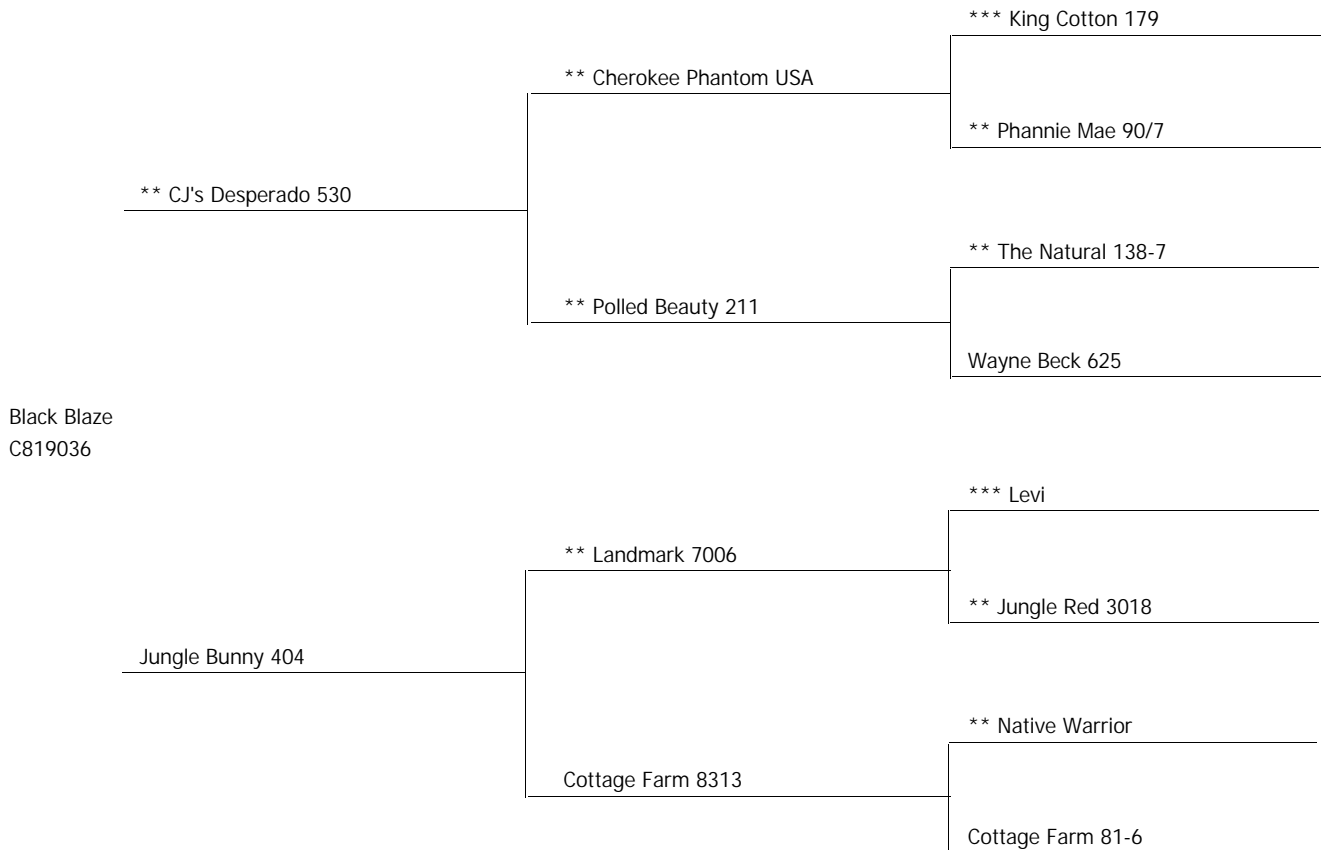 *** King Cotton 179
** Cherokee Phantom USA
** Phannie Mae 90/7
** CJ's Desperado 530
** The Natural 138-7
** Polled Beauty 211
Wayne Beck 625
Black Blaze
C819036
*** Levi
** Landmark 7006
** Jungle Red 3018
Jungle Bunny 404
** Native Warrior
Cottage Farm 8313
Cottage Farm 81-6